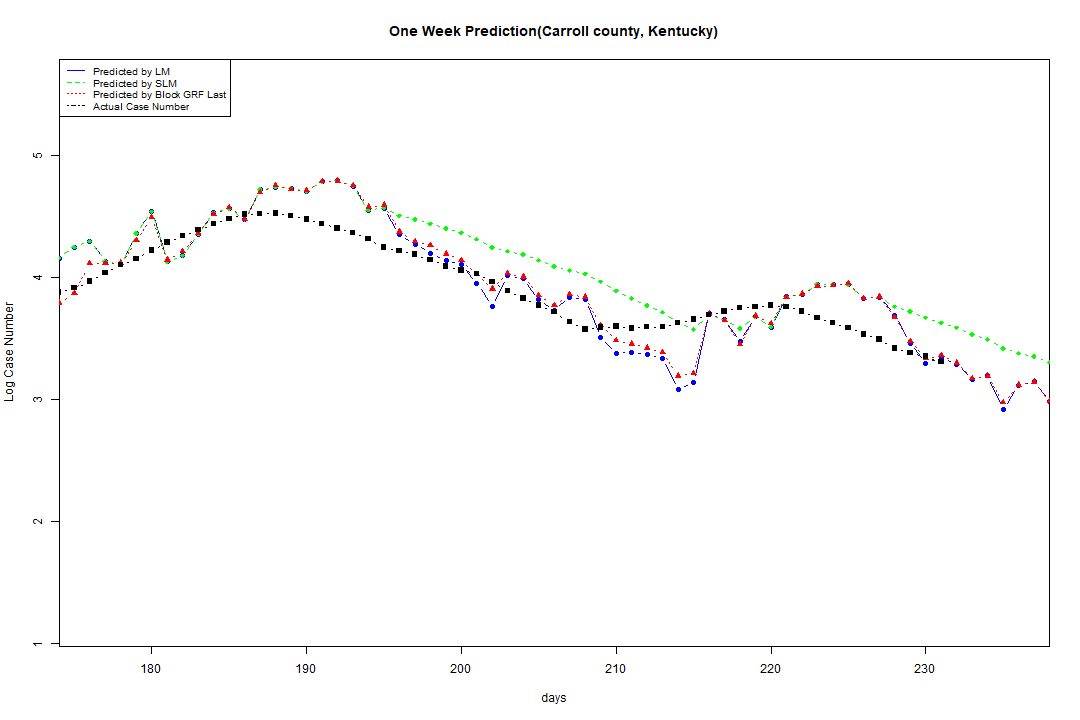 One Week Prediction(Carroll county, Kentucky)
Predicted by LM
Predicted by SLM
Predicted by Block GRF Last
Actual Case Number
5
4
3
2
1
Log Case Number
180 190 200 210 220 230
days